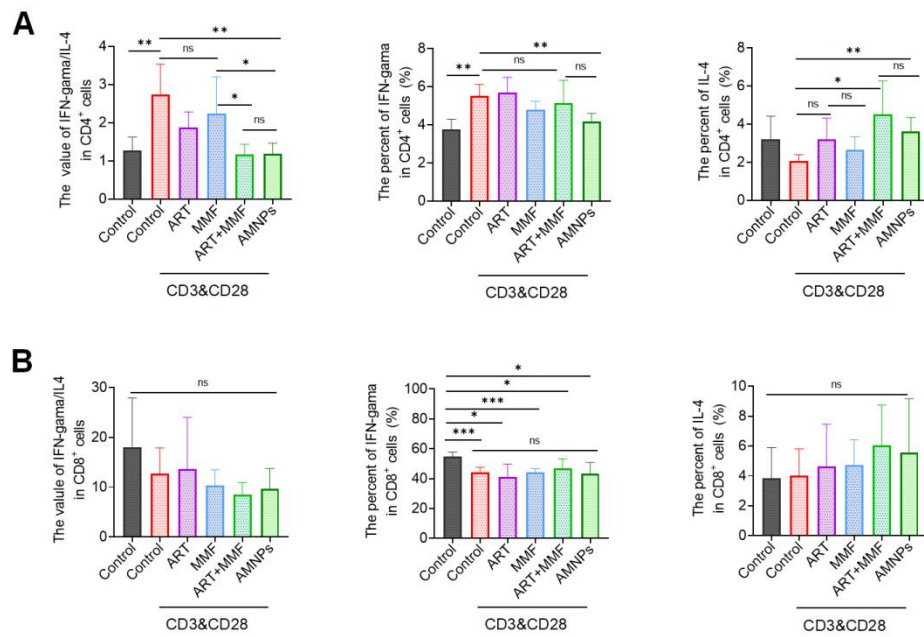 A
The value of IFN-gama/IL-4
in CD4+ cells
4
3
2
1
0
**
**
ns
*
*
ns
Control
Control
ART
MMF
ART+MMF
AMNPs
CD3&CD28
The percent of IFN-gama
in CD4+ cells (%)
8
6
4
2
0
**
**
ns
ns
Control
Control
ART
MMF
ART+MMF
AMNPs
CD3&CD28
The percent of IL-4
in CD4+ cells (%)
8
6
4
2
0
**
*
ns
ns
ns
Control
Control
ART
MMF
ART+MMF
AMNPs
CD3&CD28
B
The valule of IFN-gama/IL4
in CD8+ cells
30
20
10
0
ns
Control
Control
ART
MMF
ART+MMF
AMNPs
CD3&CD28
The percent of IFN-gama
in CD8+ cells (%)
100
80
60
40
20
0
*
*
***
*
***
ns
Control
Control
ART
MMF
ART+MMF
AMNPs
CD3&CD28
The percent of IL-4
in CD8+ cells (%)
10
8
6
4
2
0
ns
Control
Control
ART
MMF
ART+MMF
AMNPs
CD3&CD28